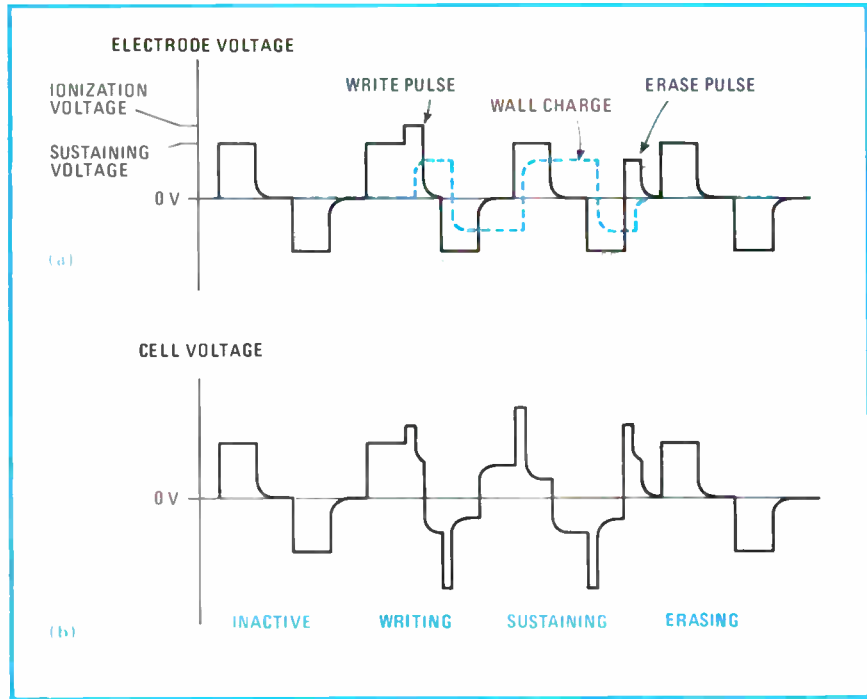 ELECTRODE VOLTAGE
IONIZATION
VOLTAGE
SUSTAINING
VOLTAGE
WRITE PULSE
WALL CHARGE
ERASE PULSE
0 V
(a)
CELL VOLTAGE
0 V
INACTIVE
WRITING
SUSTAINING
ERASING
(b)